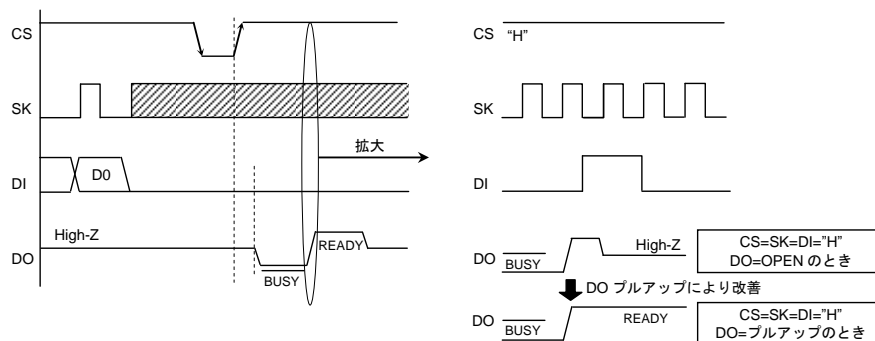 CS
SK
DI
D0
High-Z
DO
BUSY
READY
拡大
CS
"H"
SK
DI
DO
BUSY
High-Z
CS=SK=DI="H"
DO=OPEN のとき
DO プルアップにより改善
DO
BUSY
READY
CS=SK=DI="H"
DO=プルアップのとき